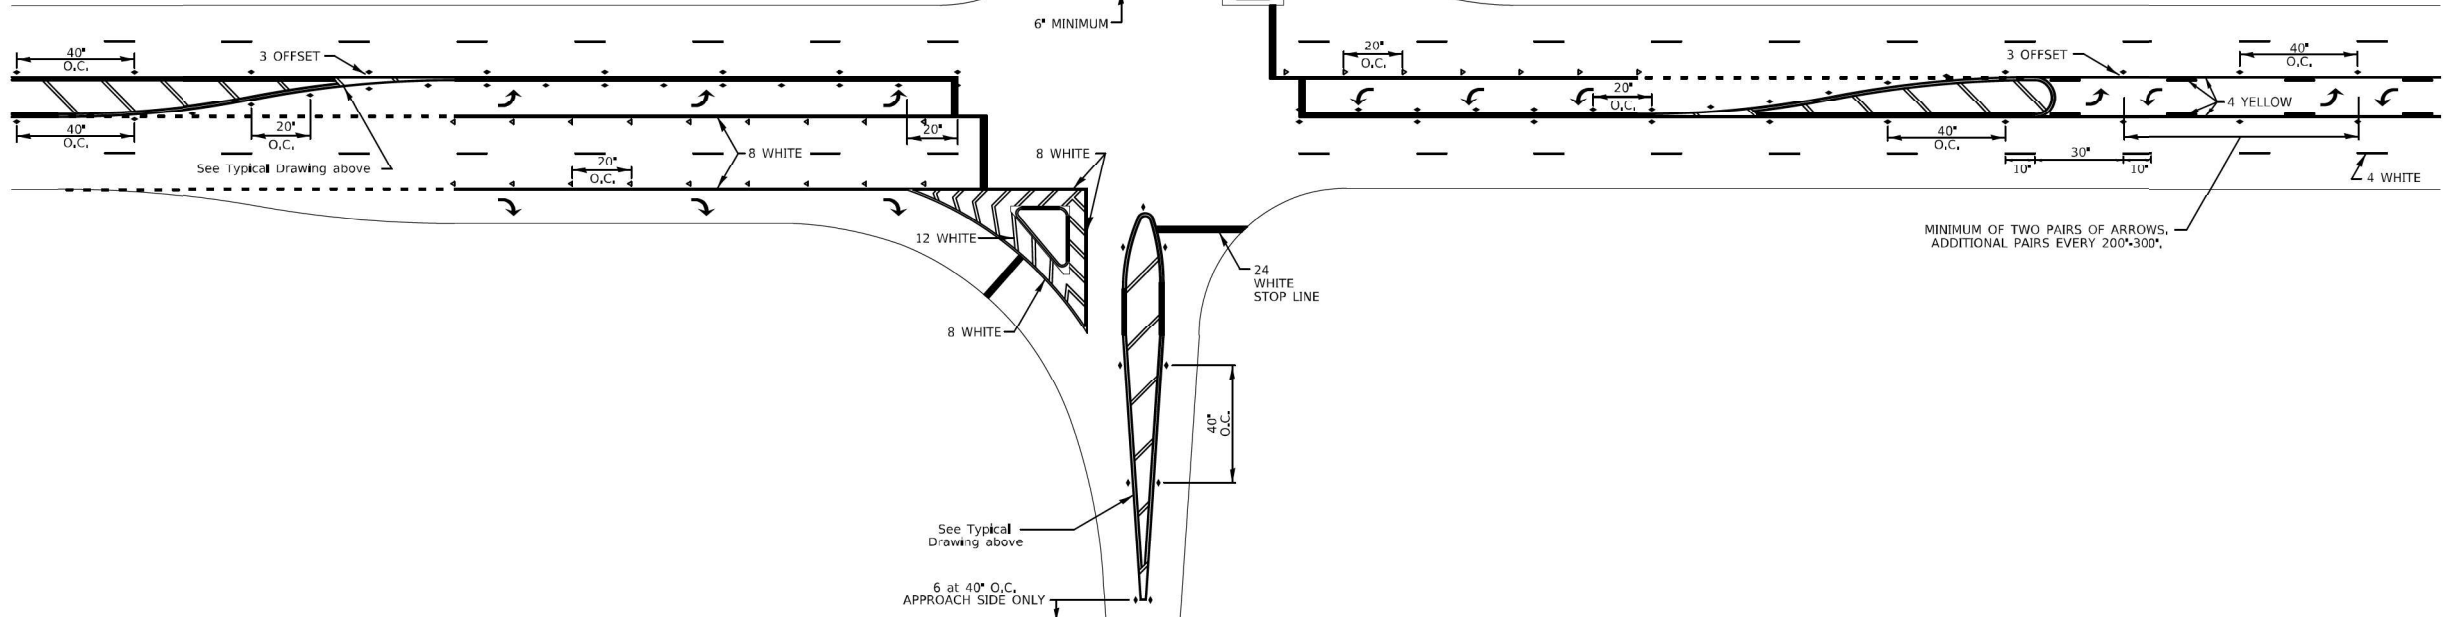 6' MINIMUM
40'
O.C.
3 OFFSET
20'
O.C.
3 OFFSET
40'
O.C.
20'
O.C.
4 YELLOW
40'
O.C.
20'
O.C.
See Typical Drawing above
20'
O.C.
8 WHITE
20'
8 WHITE
40'
O.C.
10'
30'
10'
4 WHITE
12 WHITE
8 WHITE
24
WHITE
STOP LINE
MINIMUM OF TWO PAIRS OF ARROWS.
ADDITIONAL PAIRS EVERY 200'-300'.
40'
O.C.
See Typical
Drawing above
6 at 40' O.C.
APPROACH SIDE ONLY